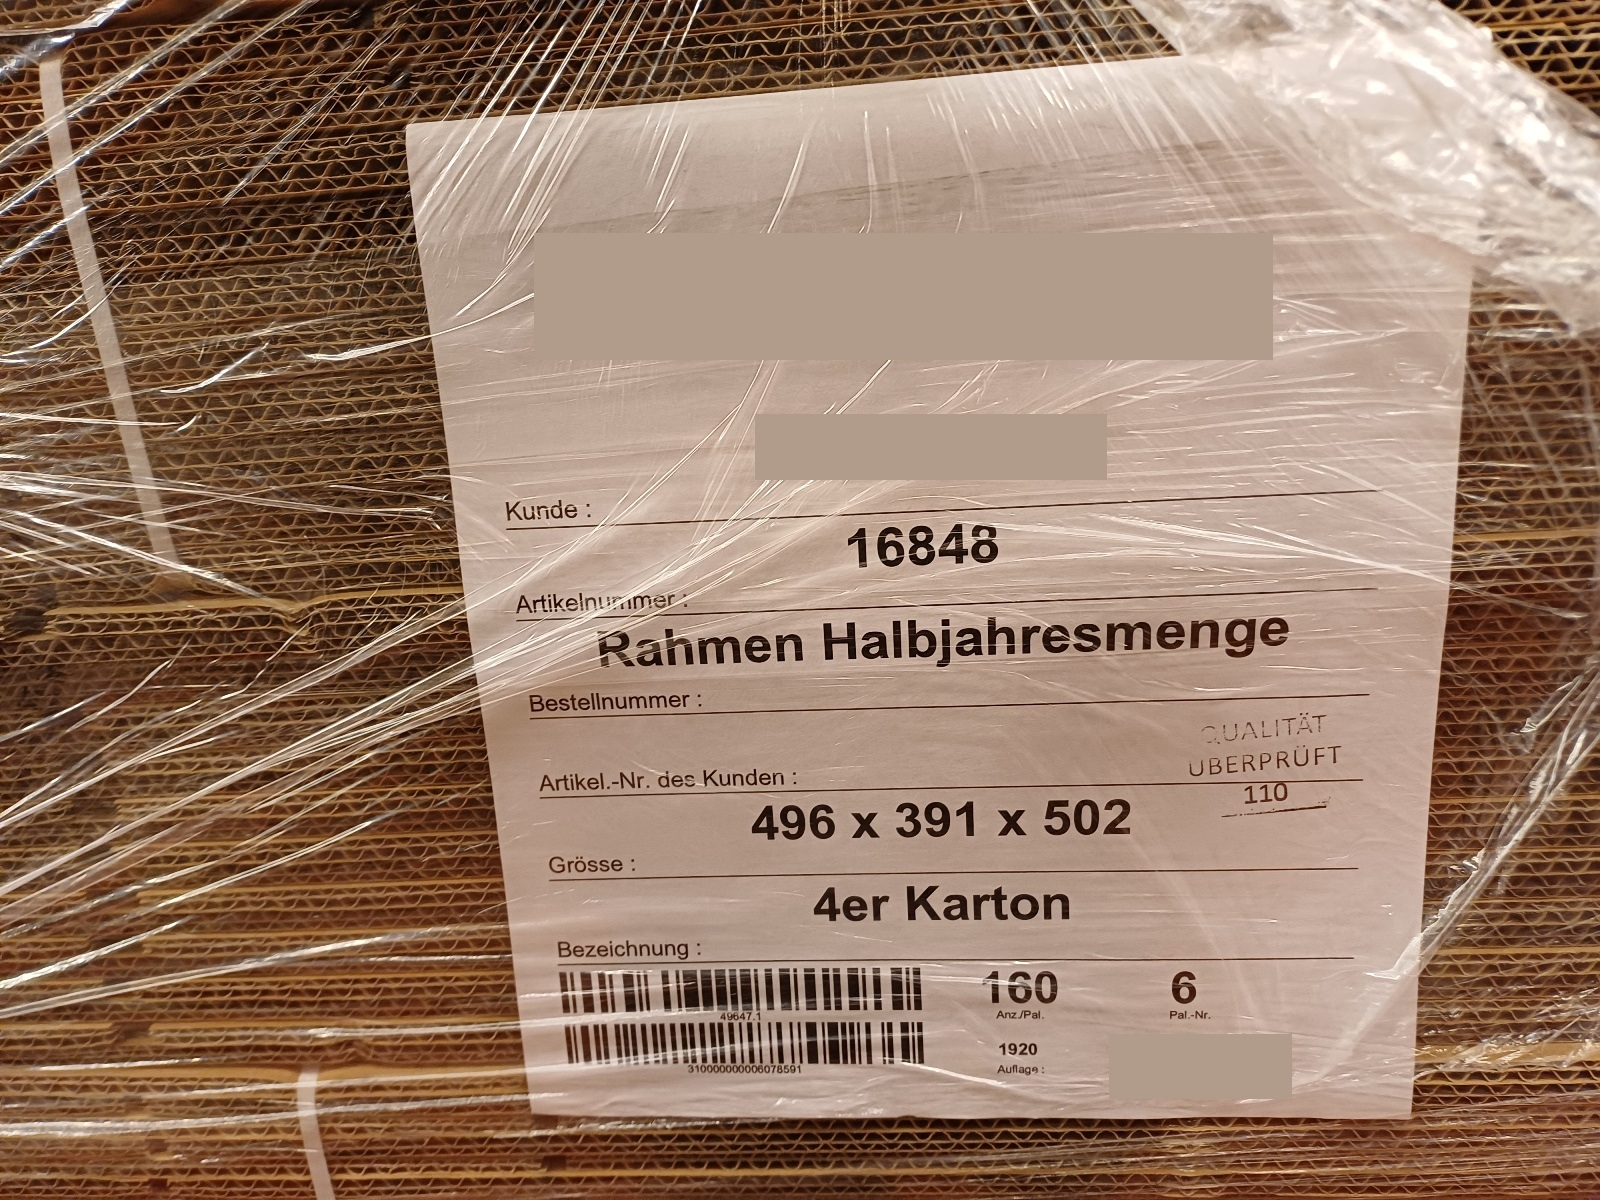 Kunde :
16848
Artikelnummer :
Rahmen Halbjahresmenge
Bestellnummer :
QUALITÄT
ÜBERPRÜFT
110
Artikel.-Nr. des Kunden :
496 x 391 x 502
Grösse :
4er Karton
Bezeichnung :
160 6
49647.1 Anz./Pal. Pal.-Nr.
1920
310000000006078591 Auflage :